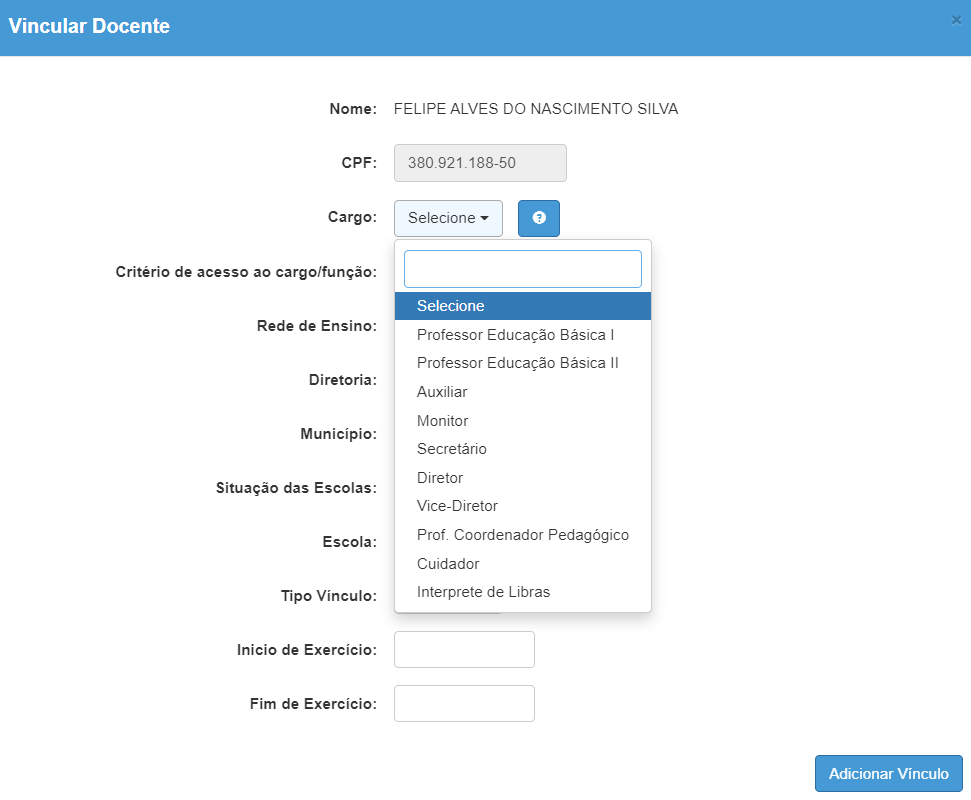 Vincular Docente
×
Nome: FELIPE ALVES DO NASCIMENTO SILVA
CPF: 380.921.188-50
Cargo: Selecione ?
Critério de acesso ao cargo/função:
Selecione
Rede de Ensino:
Professor Educação Básica I
Professor Educação Básica II
Diretoria:
Auxiliar
Monitor
Município:
Secretário
Diretor
Situação das Escolas:
Vice-Diretor
Prof. Coordenador Pedagógico
Escola:
Cuidador
Interprete de Libras
Tipo Vínculo:
Inicio de Exercício:
Fim de Exercício:
Adicionar Vínculo